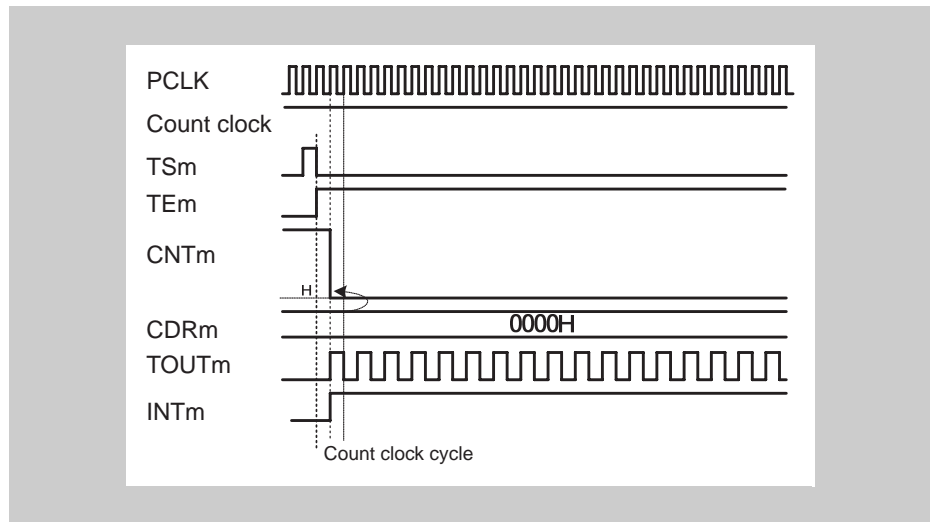 PCLK
Count clock
TSm
TEm
CNTm
H
0000H
CDRm
TOUTm
INTm
Count clock cycle